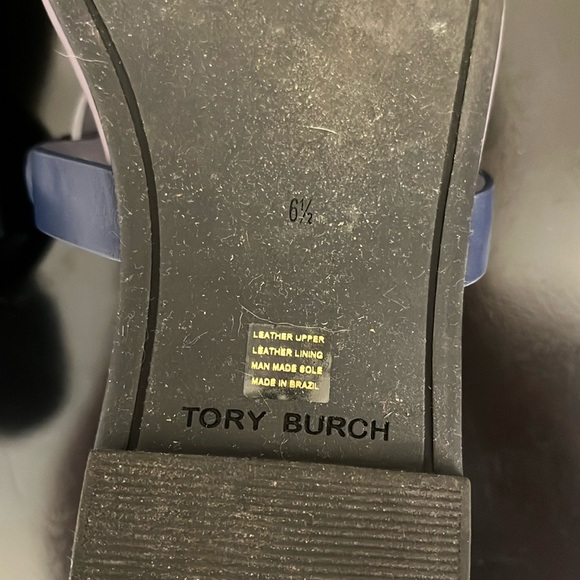 6½
LEATHER UPPER
LEATHER LINING
MAN MADE SOLE
MADE IN BRAZIL
TORY BURCH